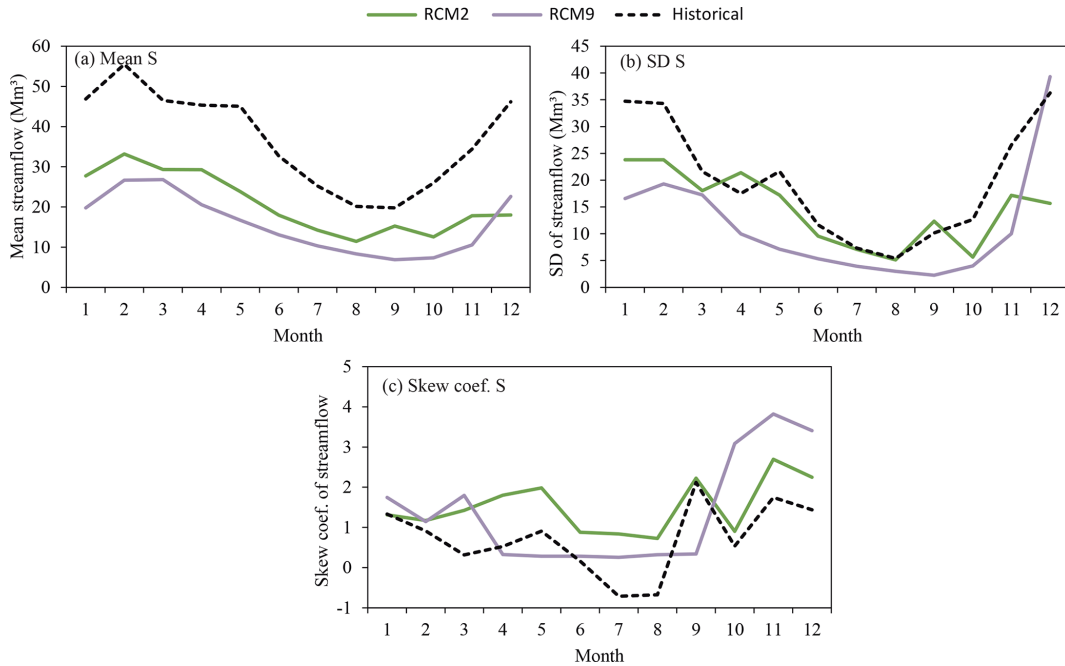 RCM2 RCM9 Historical
(a) Mean S
Mean streamflow (Mm³)
60
50
40
30
20
10
0
1 2 3 4 5 6 7 8 9 10 11 12
Month
(b) SD S
SD of streamflow (Mm³)
45
40
35
30
25
20
15
10
5
0
1 2 3 4 5 6 7 8 9 10 11 12
Month
(c) Skew coef. S
Skew coef. of streamflow
5
4
3
2
1
0
-1
1 2 3 4 5 6 7 8 9 10 11 12
Month